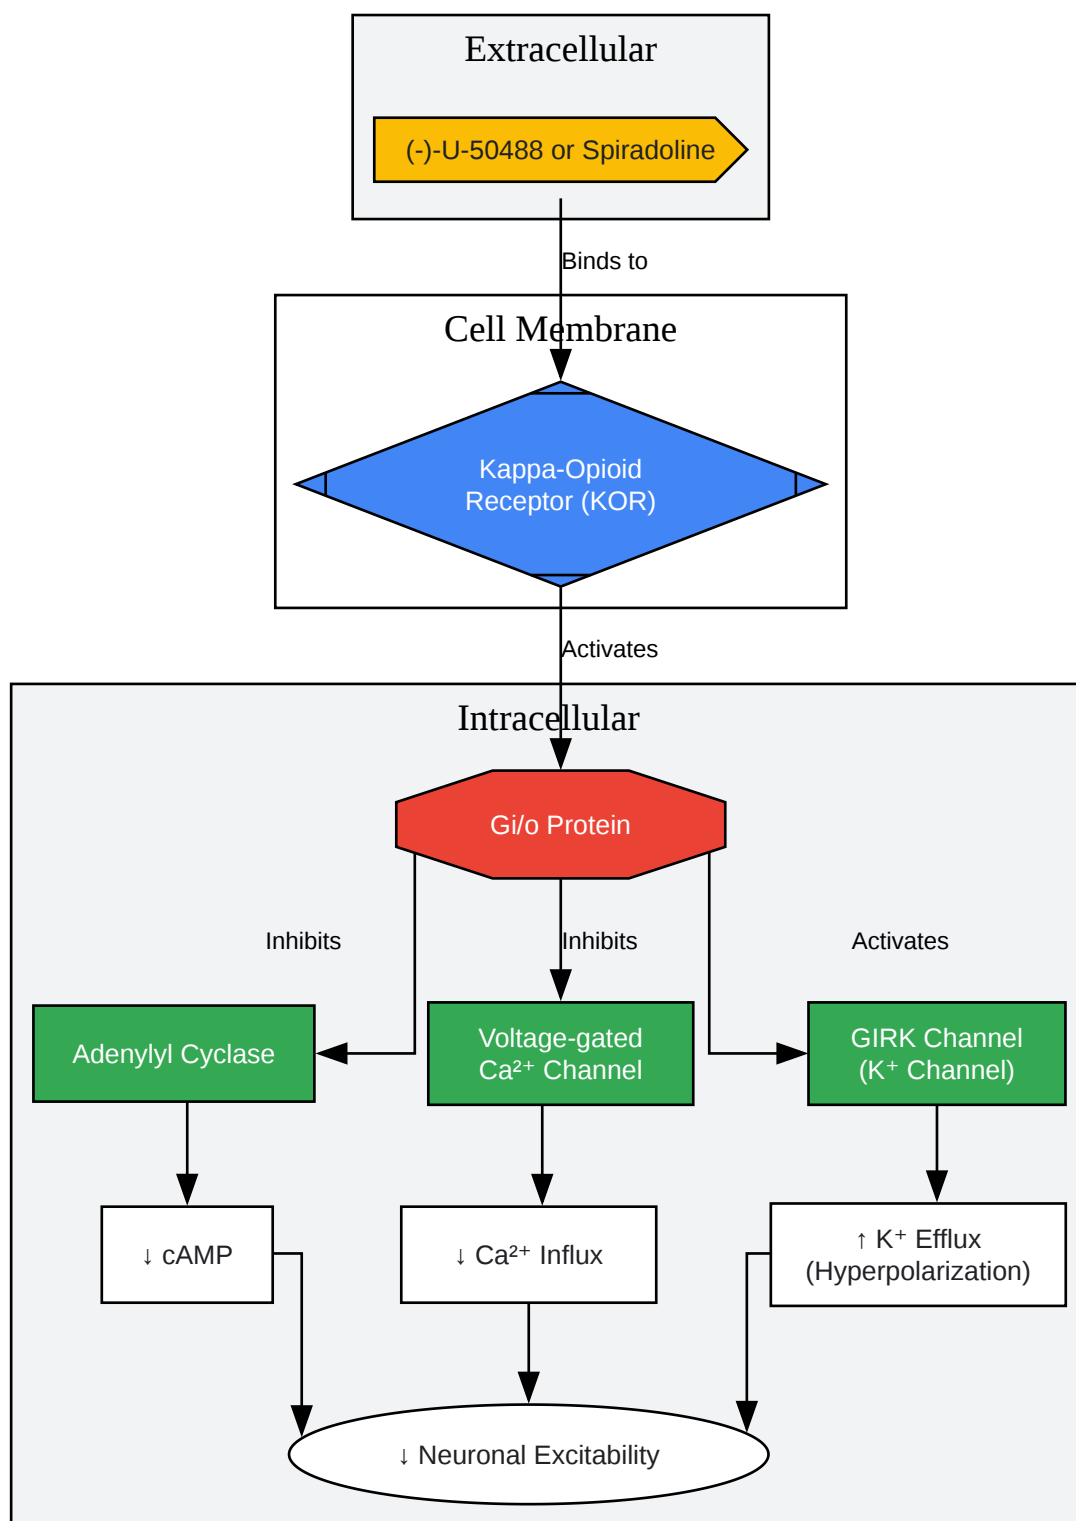 Extracellular
(-)-U-50488 or Spiradoline
Binds to
Cell Membrane
Kappa-Opioid
Receptor (KOR)
Activates
Intracellular
Gi/o Protein
Inhibits
Inhibits
Activates
Adenylyl Cyclase
Voltage-gated
Ca²⁺ Channel
GIRK Channel
(K⁺ Channel)
↓ cAMP
↓ Ca²⁺ Influx
↑ K⁺ Efflux
(Hyperpolarization)
↓ Neuronal Excitability